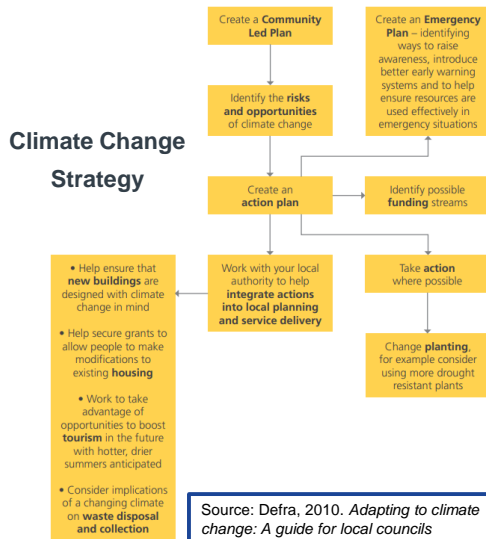 Create a Community
Led Plan
Create an Emergency
Plan – identifying
ways to raise
awareness, introduce
better early warning
systems and to help
ensure resources are
used effectively in
emergency situations
Identify the risks
and opportunities
of climate change
Climate Change
Strategy
Create an
action plan
Identify possible
funding streams
• Help ensure that
new buildings are
designed with climate
change in mind
• Help secure grants to
allow people to make
modifications to
existing housing
• Work to take
advantage of
opportunities to boost
tourism in the future
with hotter, drier
summers anticipated
• Consider implications
of a changing climate
on waste disposal
and collection
Work with your local
authority to help
integrate actions
into local planning
and service delivery
Take action
where possible
Change planting,
for example consider
using more drought
resistant plants
Source: Defra, 2010. Adapting to climate
change: A guide for local councils